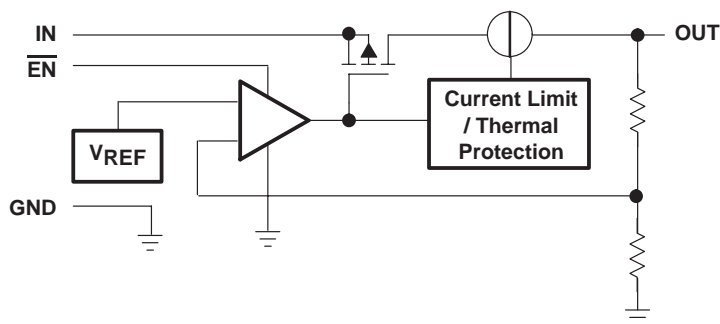 IN
OUT
EN
Current Limit
/ Thermal
Protection
VREF
GND